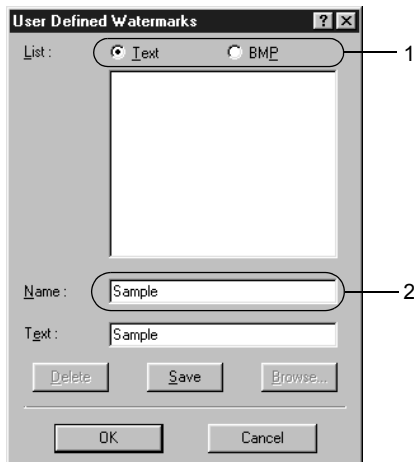 User Defined Watermarks ? ×
List : Text BMP 1
Name : Sample 2
Text : Sample
Delete Save Browse...
OK Cancel